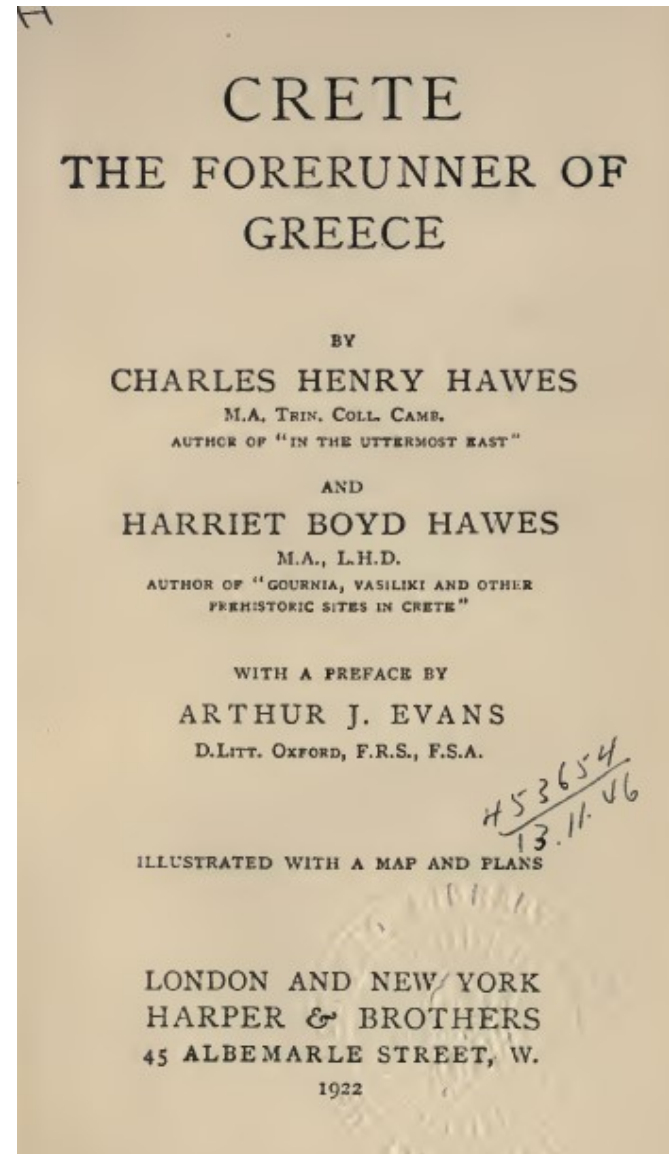 H
CRETE
THE FORERUNNER OF
GREECE
BY
CHARLES HENRY HAWES
M.A. TRIN. COLL. CAMB.
AUTHOR OF "IN THE UTTERMOST EAST"
AND
HARRIET BOYD HAWES
M.A., L.H.D.
AUTHOR OF "GOURNIA, VASILIKI AND OTHER
PREHISTORIC SITES IN CRETE"
WITH A PREFACE BY
ARTHUR J. EVANS
D.LITT. OXFORD, F.R.S., F.S.A.
453654
13.11.46
ILLUSTRATED WITH A MAP AND PLANS
LIBRARY
LONDON AND NEW YORK
HARPER & BROTHERS
45 ALBEMARLE STREET, W.
1922